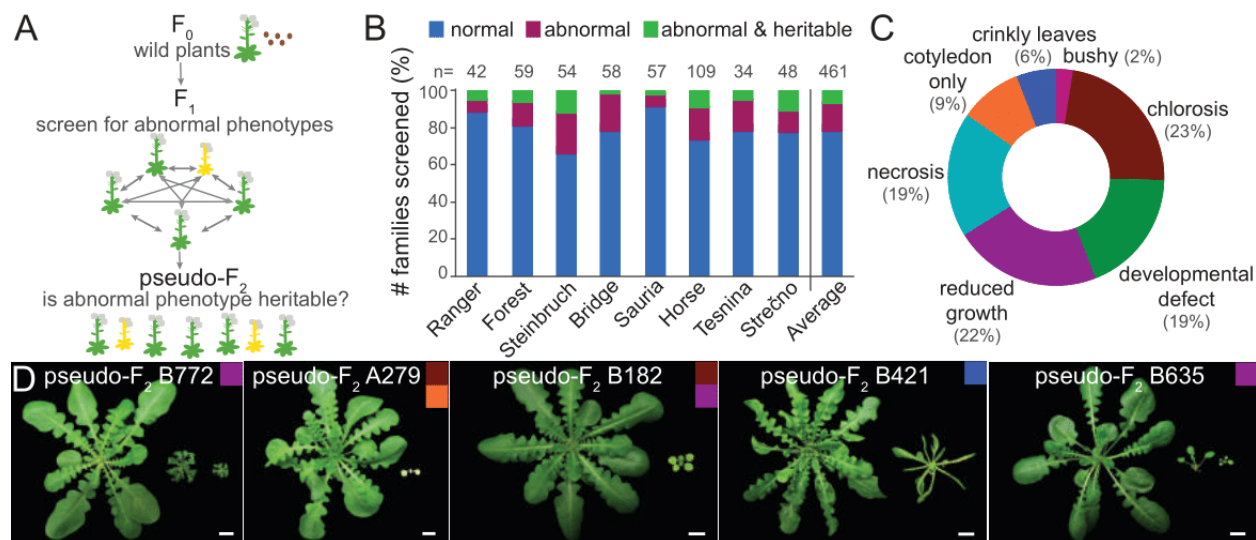 A
F0
wild plants
F1
screen for abnormal phenotypes
pseudo-F2
is abnormal phenotype heritable?
B
normal abnormal abnormal & heritable
n= 42 59 54 58 57 109 34 48 461
# families screened (%)
100
80
60
40
20
0
Ranger
Forest
Steinbruch
Bridge
Sauria
Horse
Tesnina
Strečno
Average
C
crinkly leaves
(6%)
bushy (2%)
cotyledon
only
(9%)
chlorosis
(23%)
necrosis
(19%)
developmental
defect
(19%)
reduced
growth
(22%)
D
pseudo-F2 B772
pseudo-F2 A279
pseudo-F2 B182
pseudo-F2 B421
pseudo-F2 B635